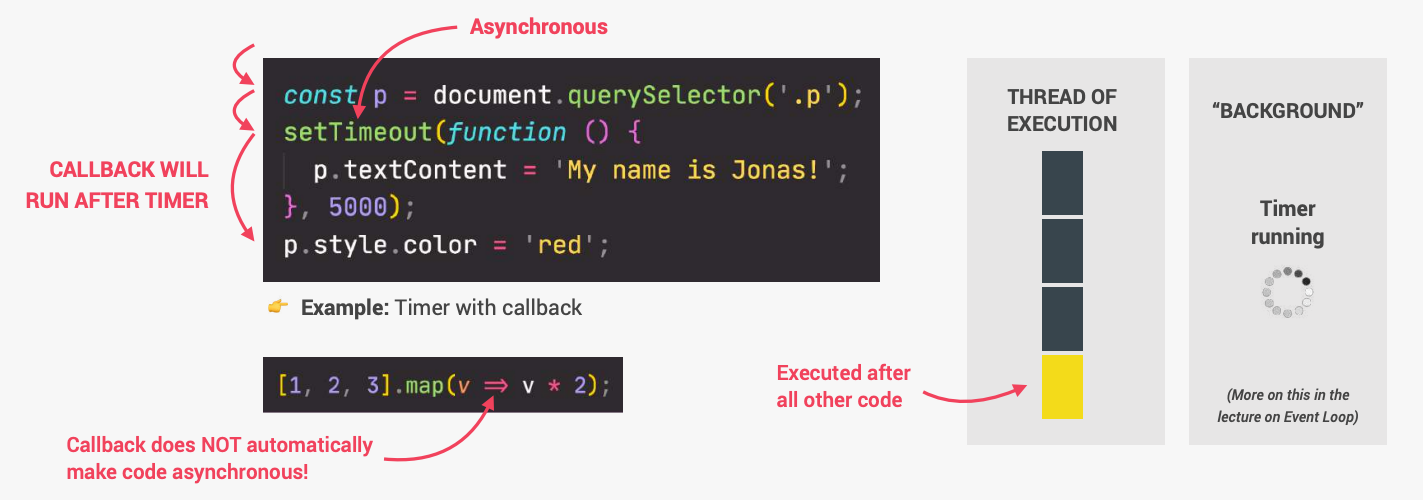 Asynchronous
const p = document.querySelector('.p');
setTimeout(function () {
p.textContent = 'My name is Jonas!';
}, 5000);
p.style.color = 'red';
CALLBACK WILL
RUN AFTER TIMER
👉 Example: Timer with callback
[1, 2, 3].map(v => v * 2);
Callback does NOT automatically
make code asynchronous!
THREAD OF
EXECUTION
Executed after
all other code
“BACKGROUND”
Timer
running
(More on this in the
lecture on Event Loop)